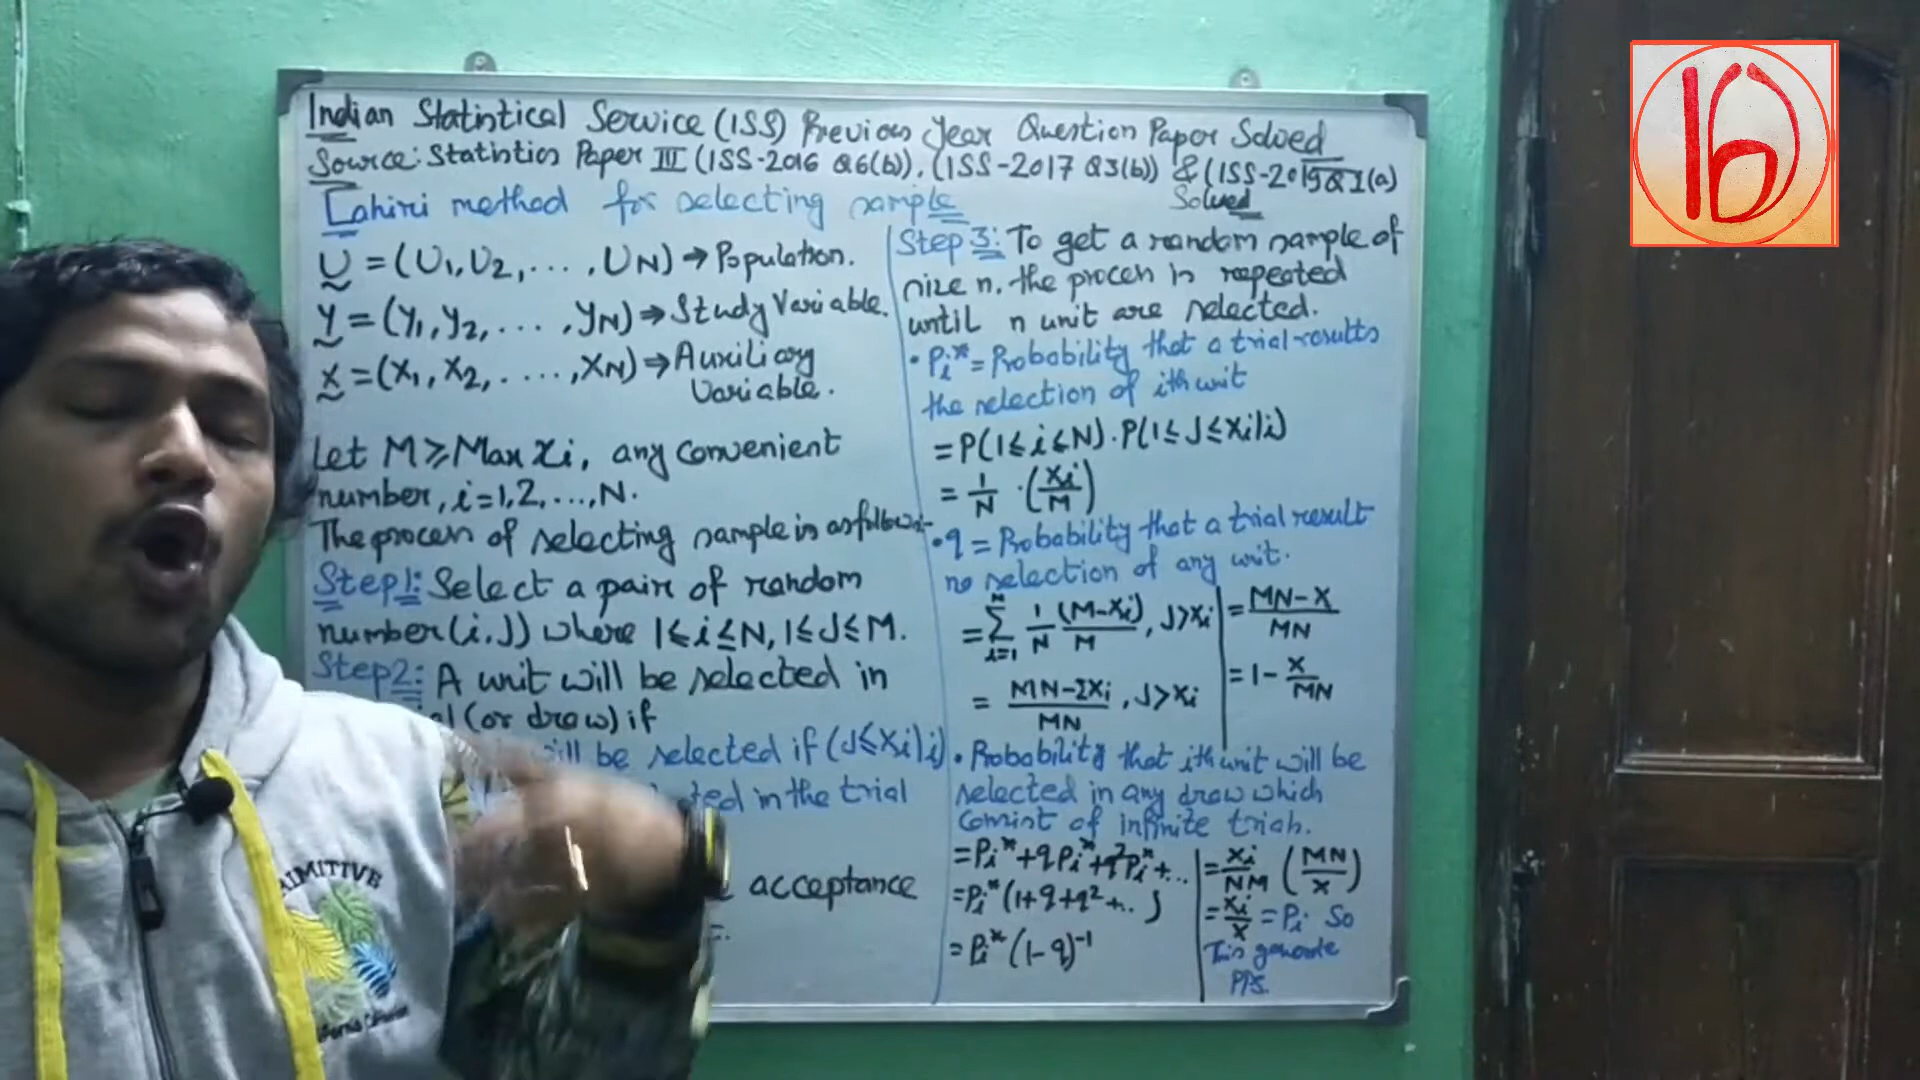 Indian Statistical Service (ISS) Previous Year Question Paper Solved
Source: Statistics Paper III (ISS-2016 Q6(b)), (ISS-2017 Q3(b)) & (ISS-2019 Q1(a)
Solved
Lahiri method for selecting sample
U = (U1, U2, ..., UN) → Population.
y = (y1, y2, ..., yN) ⇒ Study Variable.
x = (x1, x2, ...., xN) ⇒ Auxiliary
Variable.
Let M ≥ Max xi, any convenient
number, i=1,2,...,N.
The process of selecting sample is as follow:-
Step1: Select a pair of random
number (i, J) where 1≤i≤N, 1≤J≤M.
Step2: A unit will be selected in
(or draw) if
be selected if (J≤Xi|i)
in the trial
acceptance
Step 3: To get a random sample of
size n. the process is repeated
until n unit are selected.
• Pi* = Probability that a trial results
the selection of ith unit
= P(1≤i≤N) . P(1≤J≤Xi|i)
= 1/N . (Xi/M)
• q = Probability that a trial result
no selection of any unit.
= Σ i=1 N 1/N (M-Xi)/M , J>Xi
= MN-ΣXi / MN , J>Xi
= MN-X / MN
= 1- X/MN
• Probability that ith unit will be
selected in any draw which
consist of infinite trials.
= Pi* + qPi* + q²Pi* + ...
= Pi* (1+q+q²+.. )
= Pi* (1-q)⁻¹
= Xi/NM (MN/X)
= Xi/X = Pi. So
This generate
PPS.
PRIMITIVE